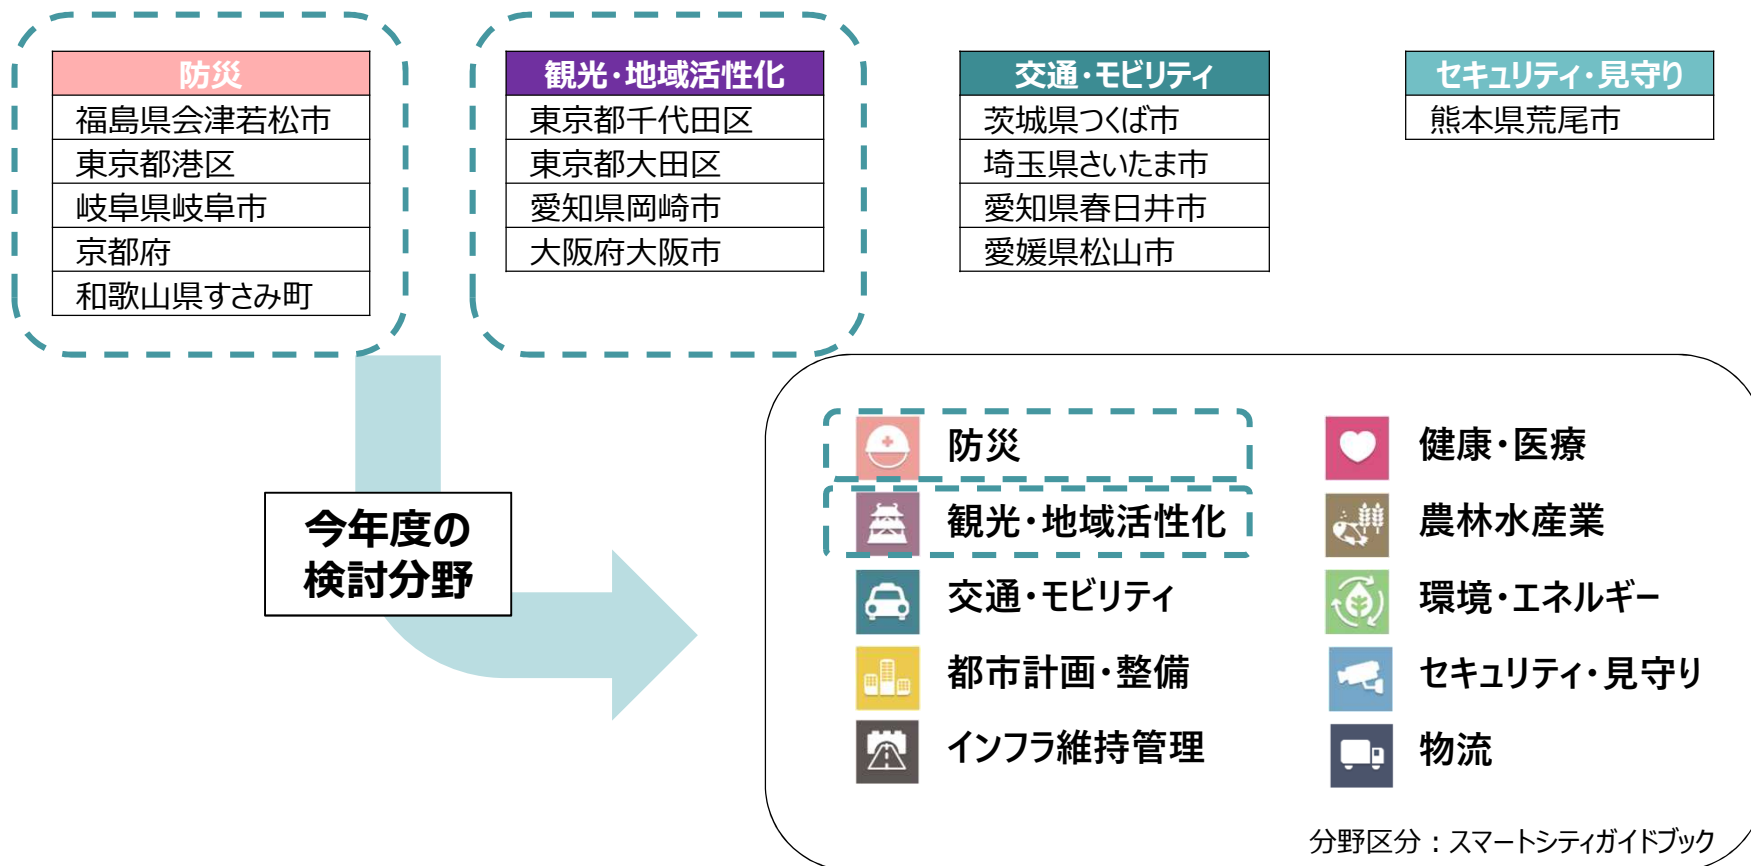 防災
福島県会津若松市
東京都港区
岐阜県岐阜市
京都府
和歌山県すさみ町
観光・地域活性化
東京都千代田区
東京都大田区
愛知県岡崎市
大阪府大阪市
交通・モビリティ
茨城県つくば市
埼玉県さいたま市
愛知県春日井市
愛媛県松山市
セキュリティ・見守り
熊本県荒尾市
今年度の
検討分野
防災
観光・地域活性化
交通・モビリティ
都市計画・整備
インフラ維持管理
健康・医療
農林水産業
環境・エネルギー
セキュリティ・見守り
物流
分野区分：スマートシティガイドブック